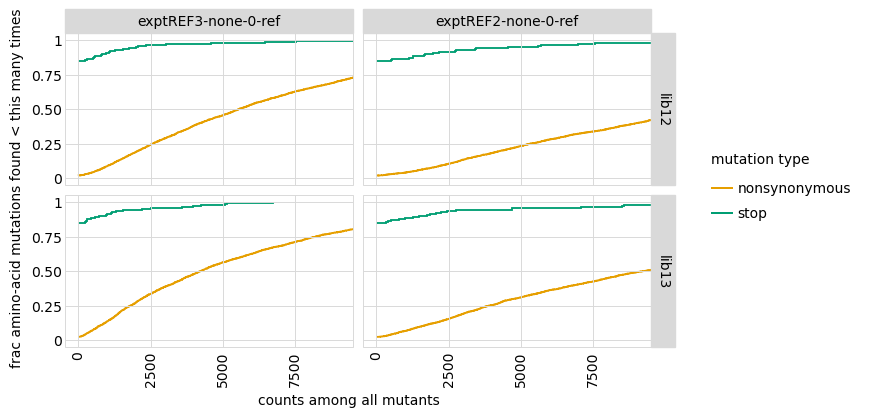 exptREF3-none-0-ref
exptREF2-none-0-ref
frac amino-acid mutations found < this many times
1
0.75
0.50
0.25
0
lib12
1
0.75
0.50
0.25
0
lib13
0
2500
5000
7500
0
2500
5000
7500
counts among all mutants
mutation type
nonsynonymous
stop